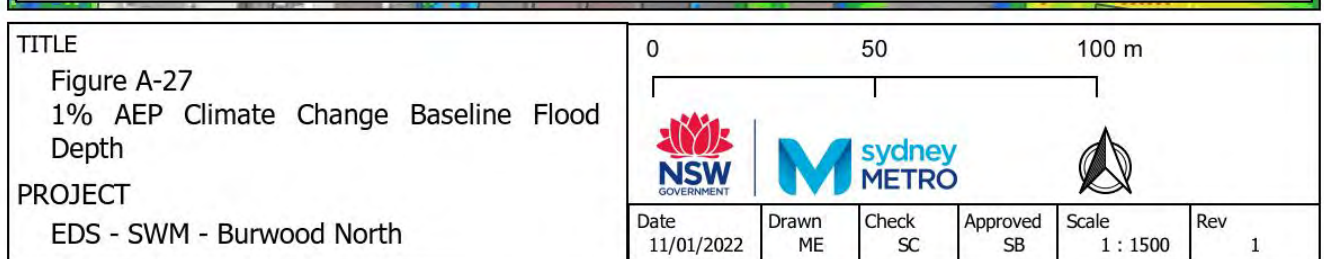 TITLE
Figure A-27
1% AEP Climate Change Baseline Flood
Depth
PROJECT
EDS - SWM - Burwood North
0 50 100 m
NSW
GOVERNMENT
sydney
METRO
Date Drawn Check Approved Scale Rev
11/01/2022 ME SC SB 1 : 1500 1